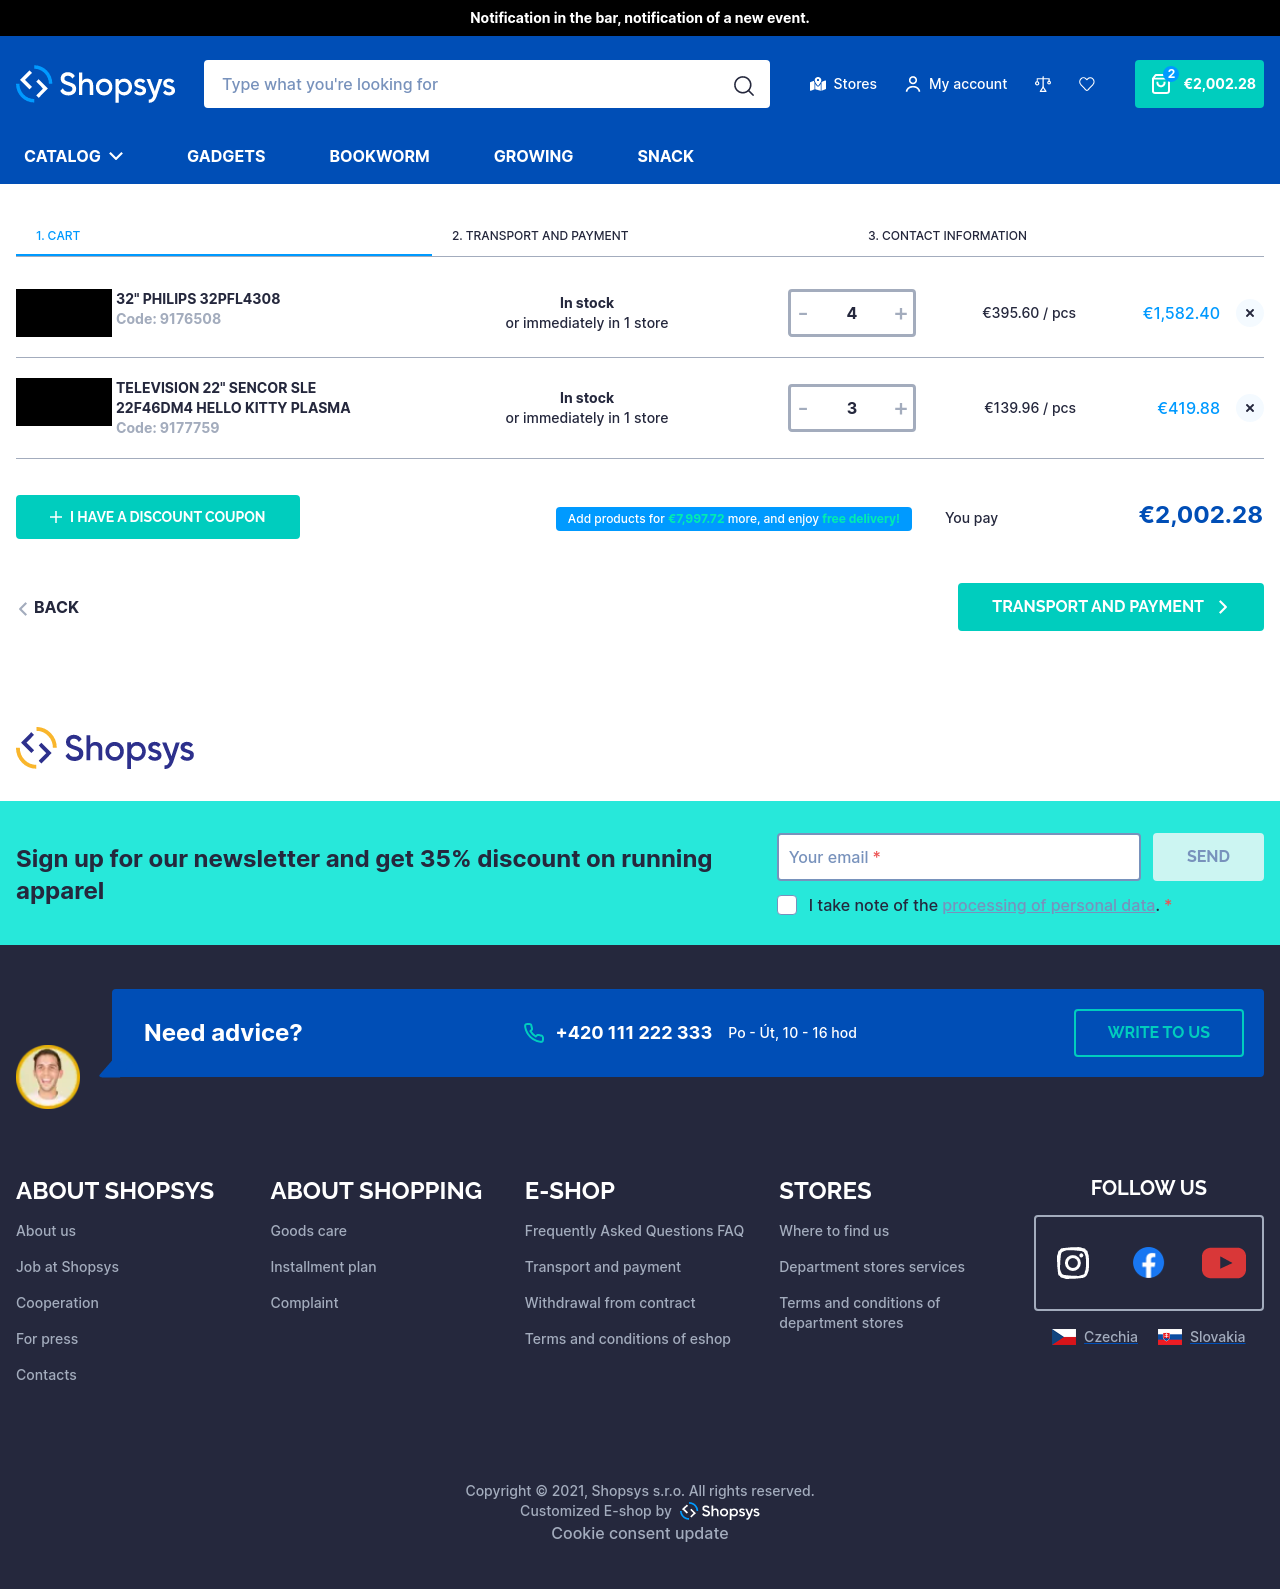 Notification in the bar, notification of a new event.
Shopsys
Type what you're looking for
Stores
My account
2
€2,002.28
CATALOG
GADGETS
BOOKWORM
GROWING
SNACK
1. CART
2. TRANSPORT AND PAYMENT
3. CONTACT INFORMATION
32" PHILIPS 32PFL4308
Code: 9176508
In stock
or immediately in 1 store
- 4 +
€395.60 / pcs
€1,582.40
TELEVISION 22" SENCOR SLE
22F46DM4 HELLO KITTY PLASMA
Code: 9177759
In stock
or immediately in 1 store
- 3 +
€139.96 / pcs
€419.88
I HAVE A DISCOUNT COUPON
Add products for €7,997.72 more, and enjoy free delivery!
You pay
€2,002.28
BACK
TRANSPORT AND PAYMENT
Shopsys
Sign up for our newsletter and get 35% discount on running
apparel
Your email *
SEND
I take note of the processing of personal data. *
Need advice?
+420 111 222 333
Po - Út, 10 - 16 hod
WRITE TO US
ABOUT SHOPSYS
About us
Job at Shopsys
Cooperation
For press
Contacts
ABOUT SHOPPING
Goods care
Installment plan
Complaint
E-SHOP
Frequently Asked Questions FAQ
Transport and payment
Withdrawal from contract
Terms and conditions of eshop
STORES
Where to find us
Department stores services
Terms and conditions of
department stores
FOLLOW US
Czechia
Slovakia
Copyright © 2021, Shopsys s.r.o. All rights reserved.
Customized E-shop by Shopsys
Cookie consent update